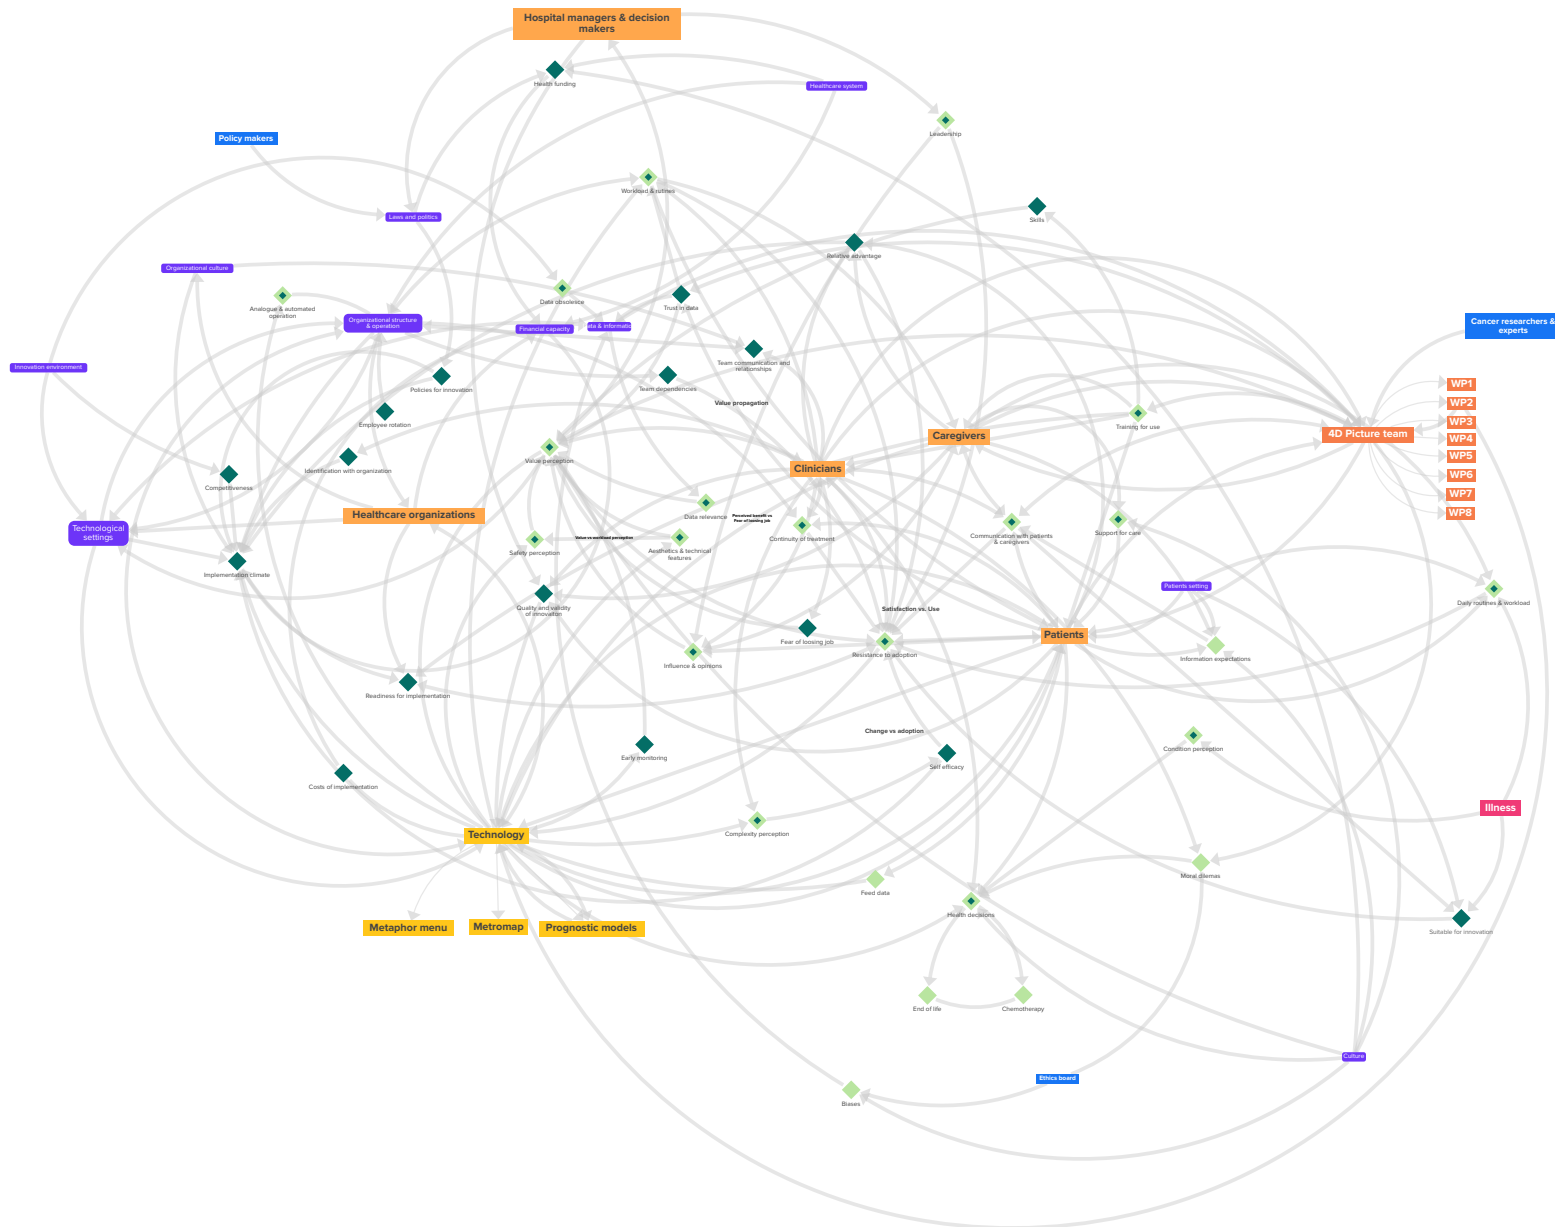 Hospital managers & decision
makers
Health funding
Healthcare system
Leadership
Policy makers
Workload & rutines
Laws and politics
Skills
Relative advantage
Organizational culture
Analogue & automated
operation
Data obsolesce
Trust in data
Organizational structure
& operation
Financial capacity
ata & informatio
Cancer researchers &
experts
Team communication and
relationships
Innovation environment
Policies for innovation
Team dependencies
Value propagation
WP1
WP2
WP3
WP4
WP5
WP6
WP7
WP8
Employee rotation
Training for use
4D Picture team
Caregivers
Value perception
Identification with organization
Clinicians
Competitiveness
Healthcare organizations
Data relevance
Perceived benefit vs
Fear of loosing job
Technological
settings
Safety perception
Value vs workload perception
Aesthetics & technical
features
Continuity of treatment
Communication with patients
& caregivers
Support for care
Implementation climate
Quality and validity
of innovaiton
Patients setting
Daily routines & workload
Satisfaction vs. Use
Fear of loosing job
Patients
Influence & opinions
Resistance to adoption
Information expectations
Readiness for implementation
Change vs adoption
Early monitoring
Self efficacy
Condition perception
Costs of implementation
Illness
Technology
Complexity perception
Moral dilemas
Feed data
Health decisions
Metaphor menu
Metromap
Prognostic models
Suitable for innovation
End of life
Chemotherapy
Culture
Ethics board
Biases